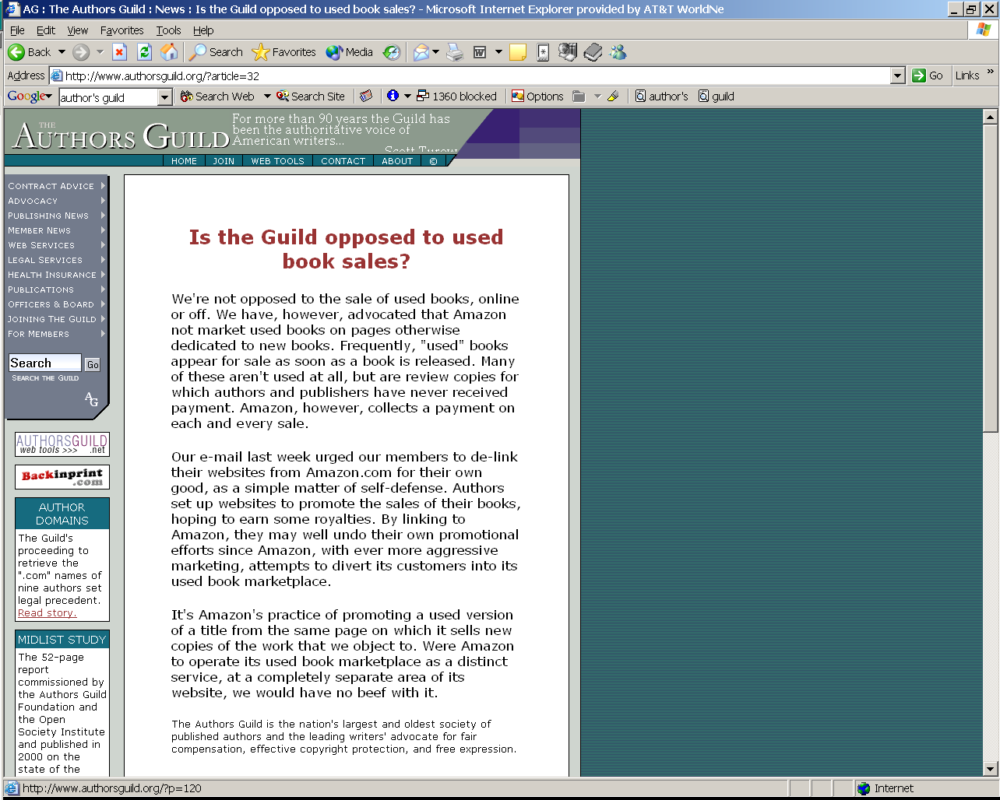 AG : The Authors Guild : News : Is the Guild opposed to used book sales? - Microsoft Internet Explorer provided by AT&T WorldNe
File Edit View Favorites Tools Help
Back Search Favorites Media
Address http://www.authorsguild.org/?article=32 Go Links »
Google author's guild Search Web Search Site 1360 blocked Options author's guild
THE
AUTHORS GUILD
For more than 90 years the Guild has
been the authoritative voice of
American writers...
Scott Turow
HOME JOIN WEB TOOLS CONTACT ABOUT ©
CONTRACT ADVICE
ADVOCACY
PUBLISHING NEWS
MEMBER NEWS
WEB SERVICES
LEGAL SERVICES
HEALTH INSURANCE
PUBLICATIONS
OFFICERS & BOARD
JOINING THE GUILD
FOR MEMBERS
Search Go
SEARCH THE GUILD
AG
AUTHORSGUILD
web tools >>> .net
Backinprint
.com
AUTHOR
DOMAINS
The Guild's
proceeding to
retrieve the
".com" names of
nine authors set
legal precedent.
Read story.
MIDLIST STUDY
The 52-page
report
commissioned by
the Authors Guild
Foundation and
the Open
Society Institute
and published in
2000 on the
state of the
Is the Guild opposed to used
book sales?
We're not opposed to the sale of used books, online
or off. We have, however, advocated that Amazon
not market used books on pages otherwise
dedicated to new books. Frequently, "used" books
appear for sale as soon as a book is released. Many
of these aren't used at all, but are review copies for
which authors and publishers have never received
payment. Amazon, however, collects a payment on
each and every sale.
Our e-mail last week urged our members to de-link
their websites from Amazon.com for their own
good, as a simple matter of self-defense. Authors
set up websites to promote the sales of their books,
hoping to earn some royalties. By linking to
Amazon, they may well undo their own promotional
efforts since Amazon, with ever more aggressive
marketing, attempts to divert its customers into its
used book marketplace.
It's Amazon's practice of promoting a used version
of a title from the same page on which it sells new
copies of the work that we object to. Were Amazon
to operate its used book marketplace as a distinct
service, at a completely separate area of its
website, we would have no beef with it.
The Authors Guild is the nation's largest and oldest society of
published authors and the leading writers' advocate for fair
compensation, effective copyright protection, and free expression.
http://www.authorsguild.org/?p=120 Internet